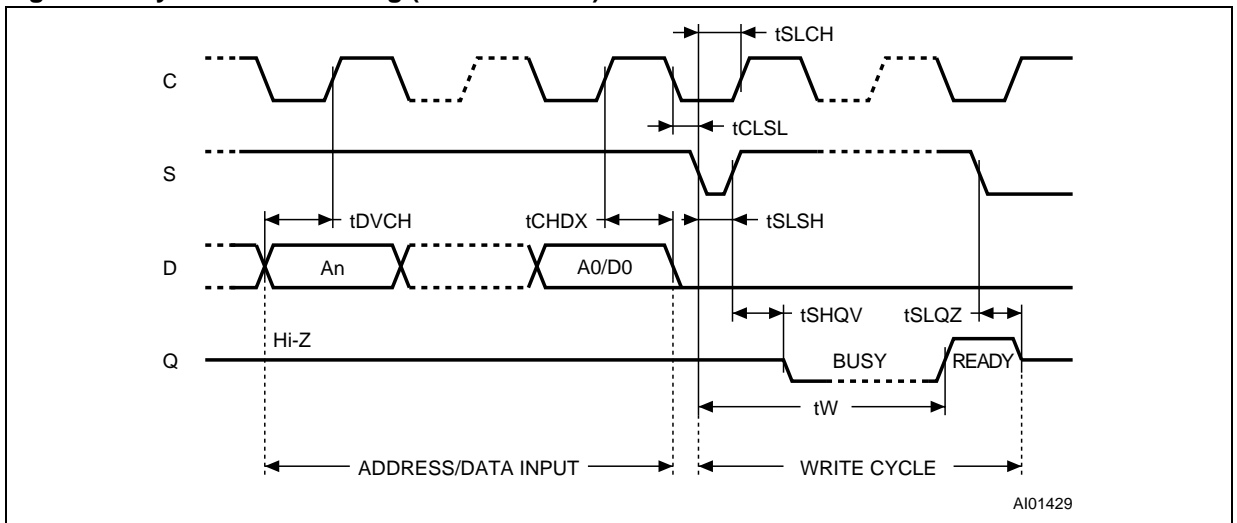 tSLCH
C
tCLSL
S
tDVCH
tCHDX
tSLSH
D
An
A0/D0
tSHQV
tSLQZ
Hi-Z
Q
BUSY
READY
tW
ADDRESS/DATA INPUT
WRITE CYCLE
AI01429